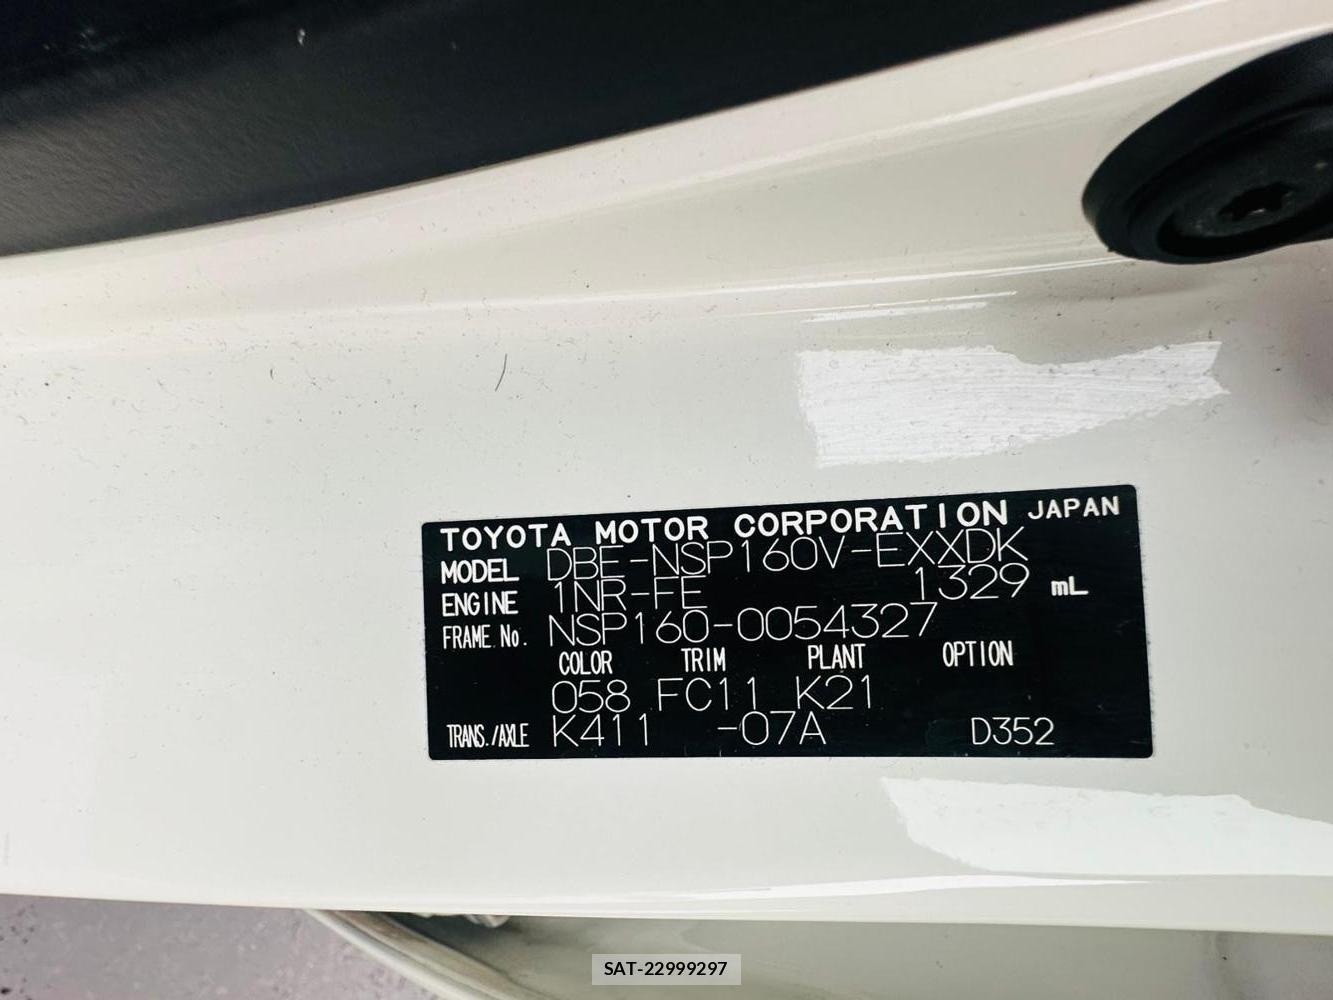 TOYOTA MOTOR CORPORATION JAPAN
MODEL DBE-NSP160V-EXXDK
ENGINE 1NR-FE 1329 mL
FRAME No. NSP160-0054327
COLOR TRIM PLANT OPTION
058 FC11 K21
TRANS./AXLE K411 -07A D352
SAT-22999297